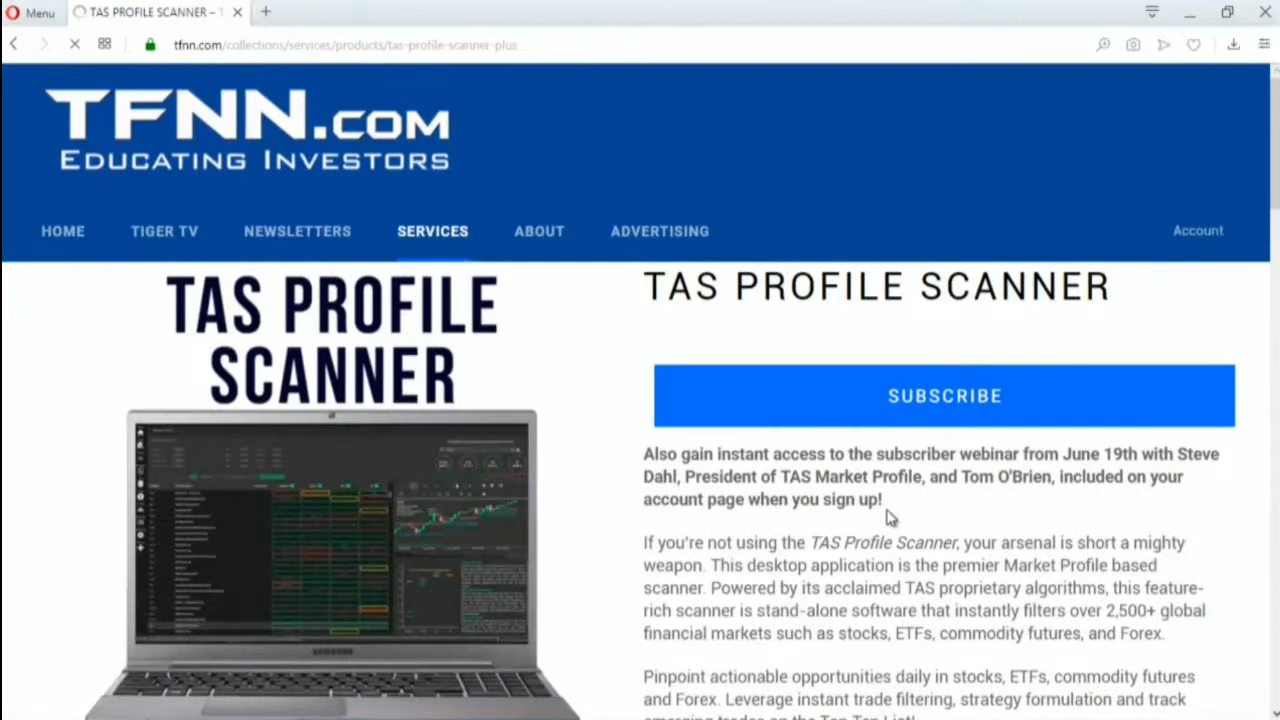 Menu
TAS PROFILE SCANNER –
tfnn.com/collections/services/products/tas-profile-scanner-plus
TFNN.COM
EDUCATING INVESTORS
HOME TIGER TV NEWSLETTERS SERVICES ABOUT ADVERTISING Account
TAS PROFILE
SCANNER
SAMSUNG
TAS PROFILE SCANNER
SUBSCRIBE
Also gain instant access to the subscriber webinar from June 19th with Steve
Dahl, President of TAS Market Profile, and Tom O'Brien, included on your
account page when you sign up!
If you're not using the TAS Profile Scanner, your arsenal is short a mighty
weapon. This desktop application is the premier Market Profile based
scanner. Powered by its acclaimed TAS proprietary algorithms, this feature-
rich scanner is stand-alone software that instantly filters over 2,500+ global
financial markets such as stocks, ETFs, commodity futures, and Forex.
Pinpoint actionable opportunities daily in stocks, ETFs, commodity futures
and Forex. Leverage instant trade filtering, strategy formulation and track
emerging trades on the Top Ten List!